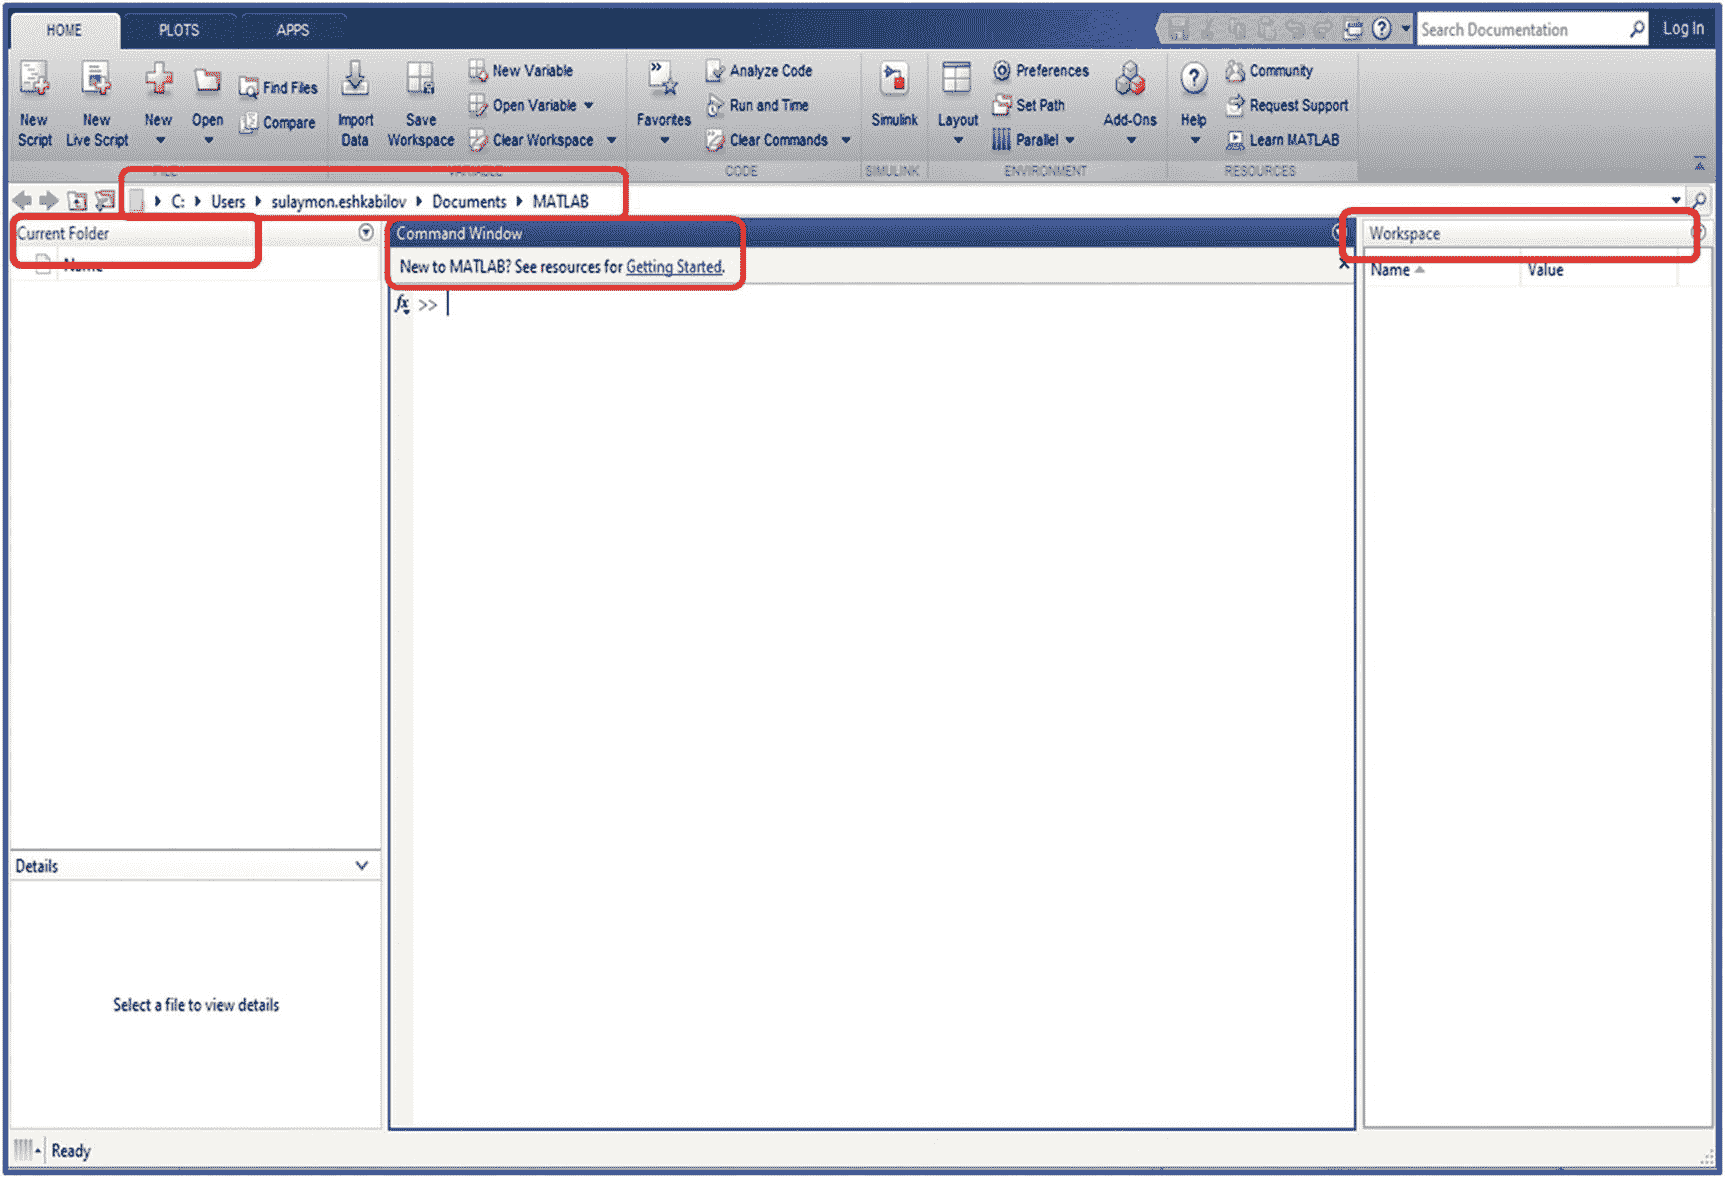 HOME PLOTS APPS Search Documentation Log In
New Script
New Live Script
New
Open
Find Files
Compare
FILE
Import Data
Save Workspace
New Variable
Open Variable
Clear Workspace
VARIABLE
Favorites
Analyze Code
Run and Time
Clear Commands
CODE
Simulink
SIMULINK
Layout
Preferences
Set Path
Parallel
Add-Ons
ENVIRONMENT
Help
Community
Request Support
Learn MATLAB
RESOURCES
C: Users sulaymon.eshkabilov Documents MATLAB
Current Folder
Name
Command Window
New to MATLAB? See resources for Getting Started.
fx >>
Workspace
Name Value
Details
Select a file to view details
Ready